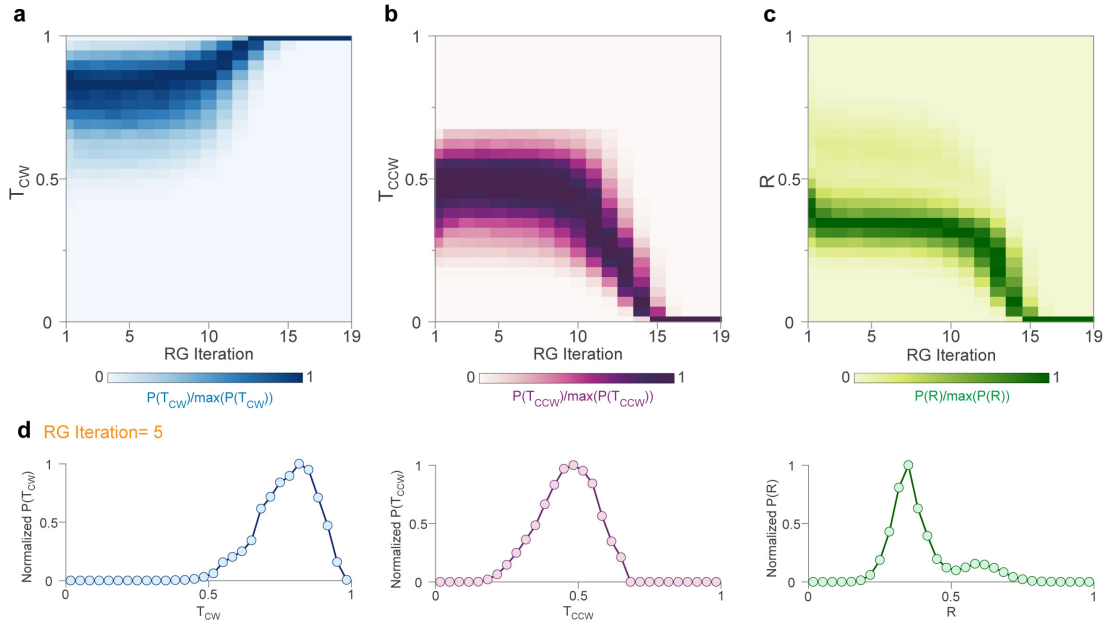 a
b
c
1
0.5
0
T_CW
1
5
10
15
19
RG Iteration
0
1
P(T_CW)/max(P(T_CW))
1
0.5
0
T_CCW
1
5
10
15
19
RG Iteration
0
1
P(T_CCW)/max(P(T_CCW))
1
0.5
0
R
1
5
10
15
19
RG Iteration
0
1
P(R)/max(P(R))
d RG Iteration= 5
Normalized P(T_CW)
1
0.5
0
0
0.5
1
T_CW
Normalized P(T_CCW)
1
0.5
0
0
0.5
1
T_CCW
Normalized P(R)
1
0.5
0
0
0.5
1
R